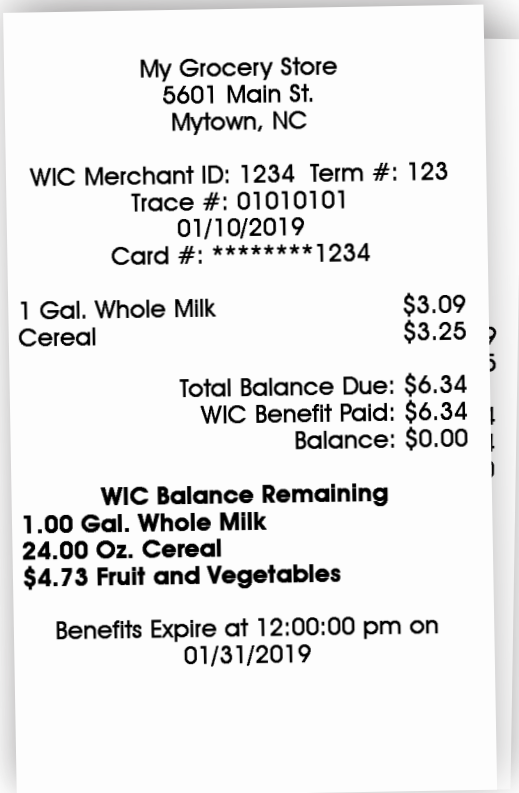 My Grocery Store
5601 Main St.
Mytown, NC
WIC Merchant ID: 1234 Term #: 123
Trace #: 01010101
01/10/2019
Card #: ********1234
1 Gal. Whole Milk $3.09
Cereal $3.25
Total Balance Due: $6.34
WIC Benefit Paid: $6.34
Balance: $0.00
WIC Balance Remaining
1.00 Gal. Whole Milk
24.00 Oz. Cereal
$4.73 Fruit and Vegetables
Benefits Expire at 12:00:00 pm on
01/31/2019